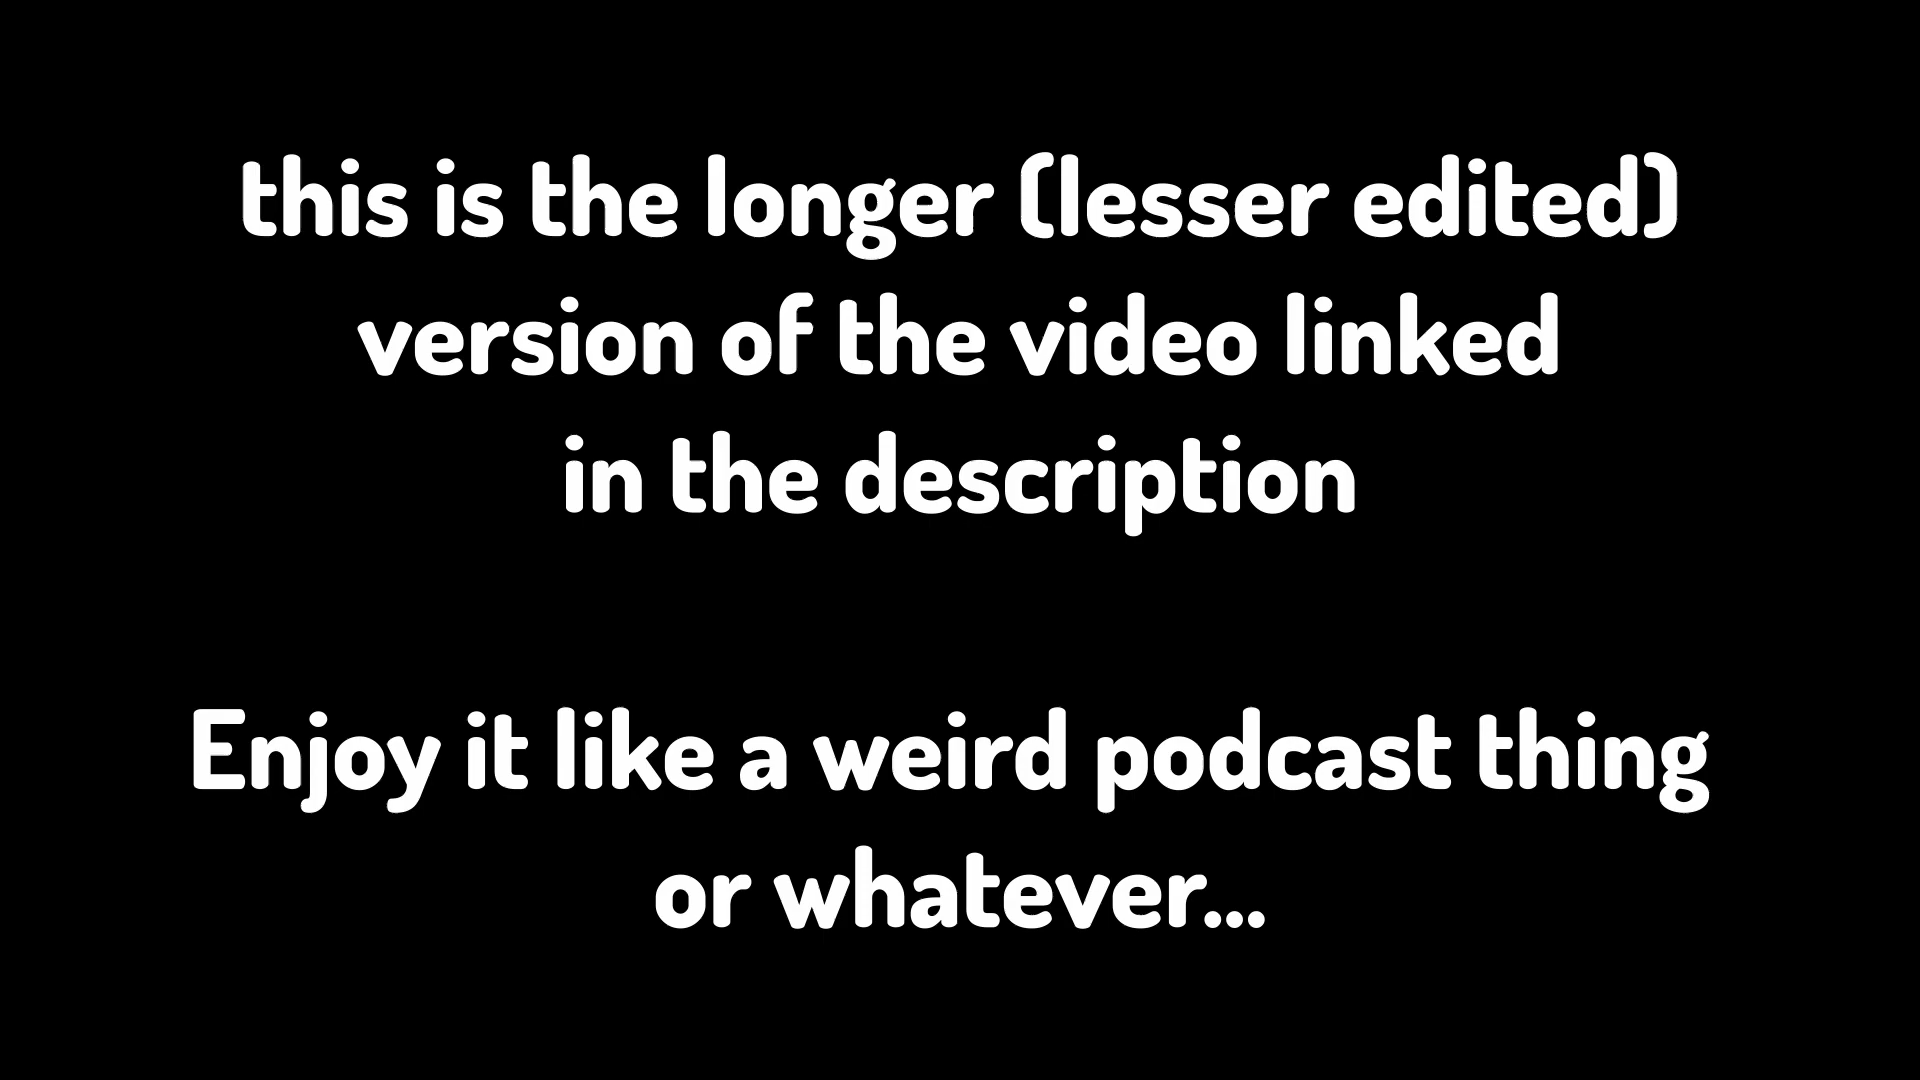 this is the longer (lesser edited)
version of the video linked
in the description
Enjoy it like a weird podcast thing
or whatever...